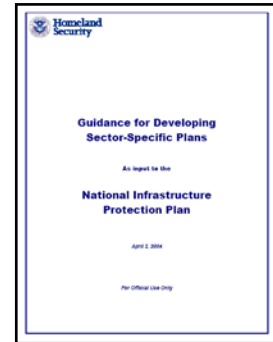 Homeland
Security
Guidance for Developing
Sector-Specific Plans
As input to the
National Infrastructure
Protection Plan
April 2, 2004
For Official Use Only